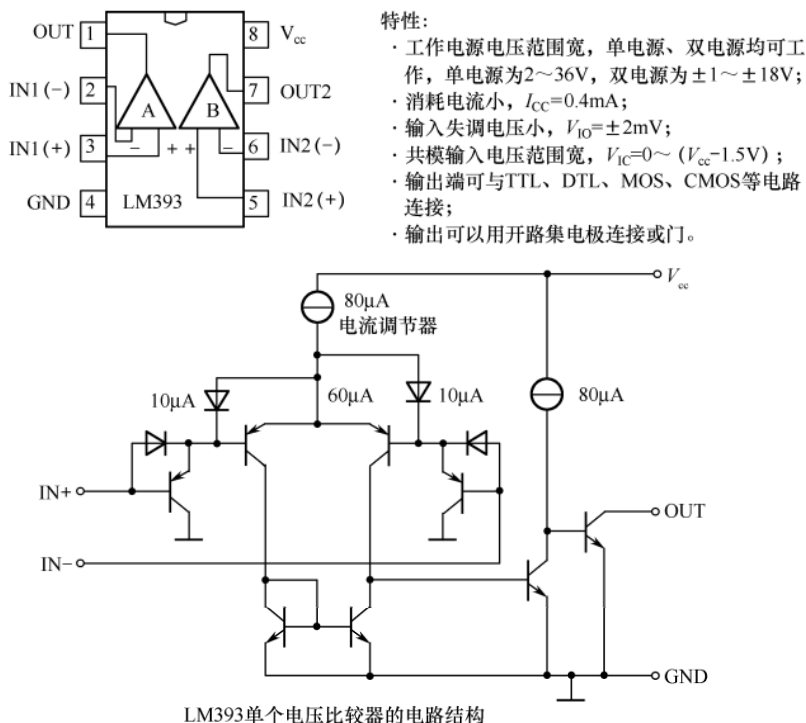 OUT 1
IN1(-) 2
IN1(+) 3
GND 4
8 Vcc
7 OUT2
6 IN2(-)
5 IN2(+)
A B
- + + -
LM393
特性:
·工作电源电压范围宽，单电源、双电源均可工
作，单电源为2～36V，双电源为±1～±18V；
·消耗电流小，ICC=0.4mA；
·输入失调电压小，VIO=±2mV；
·共模输入电压范围宽，VIC=0～(Vcc-1.5V)；
·输出端可与TTL、DTL、MOS、CMOS等电路
连接；
·输出可以用开路集电极连接或门。
Vcc
80μA
电流调节器
10μA
60μA
10μA
80μA
IN+
OUT
IN-
GND
LM393单个电压比较器的电路结构